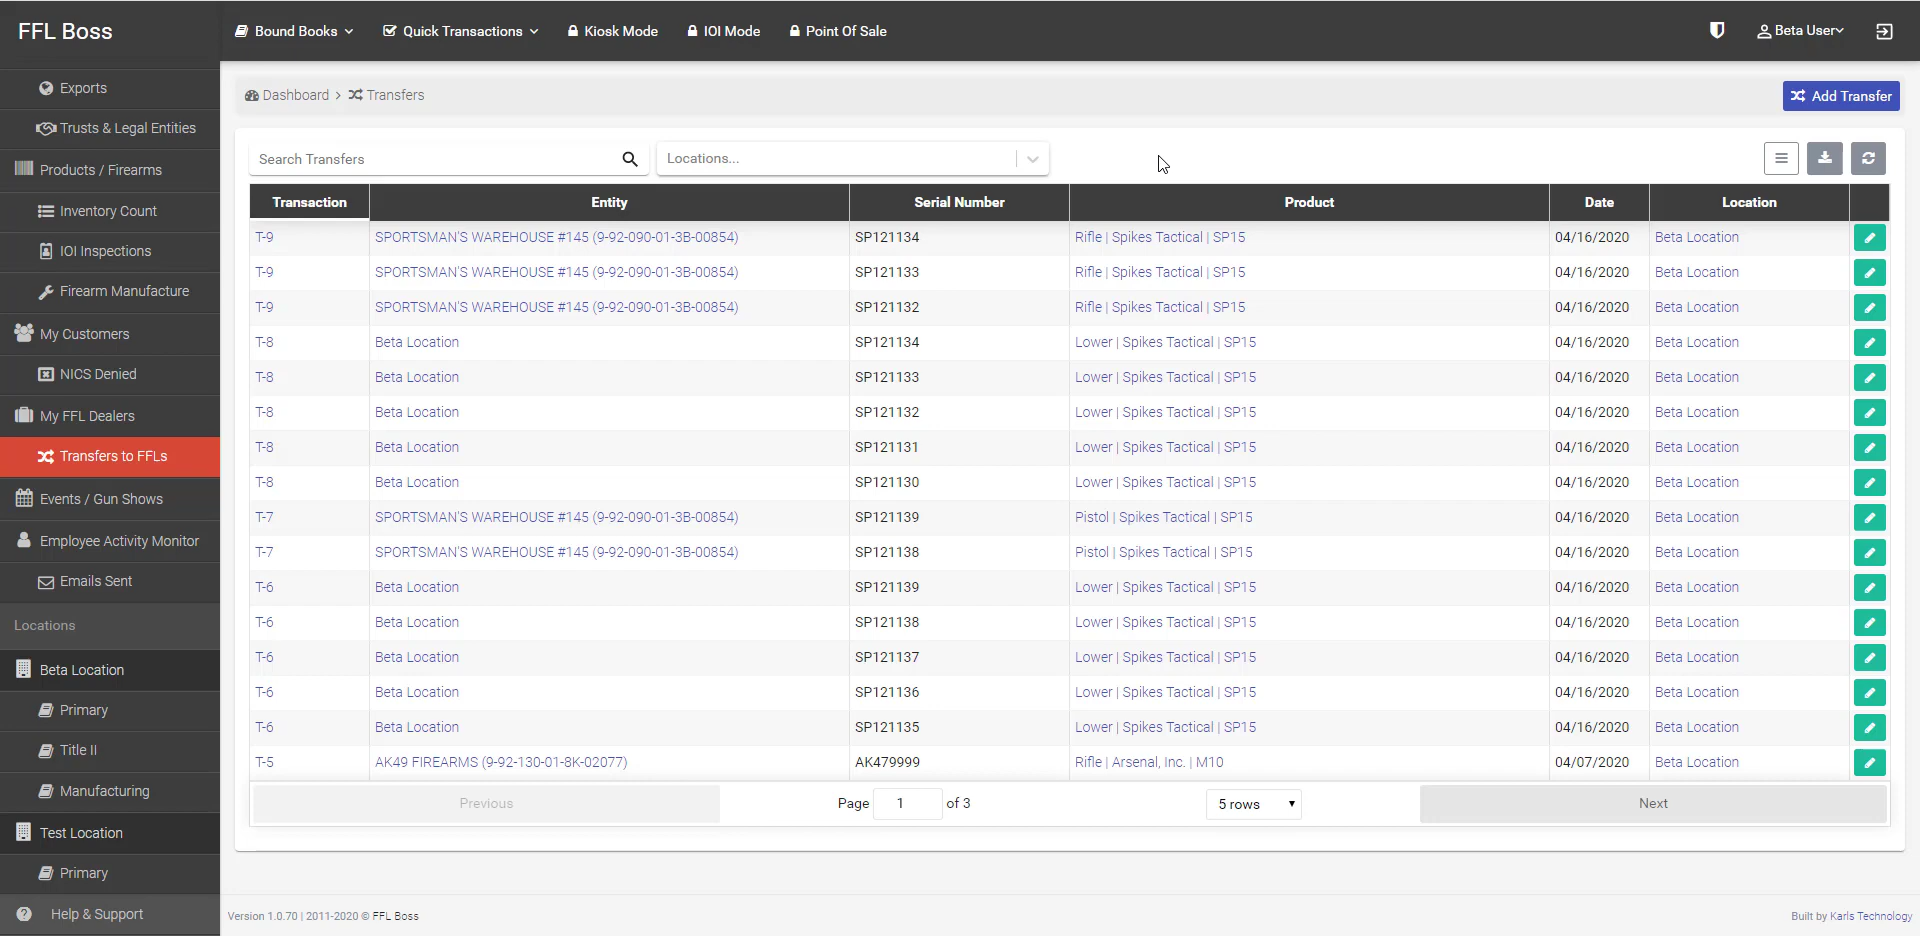 FFL Boss
Bound Books
Quick Transactions
Kiosk Mode
IOI Mode
Point Of Sale
Beta User
Exports
Trusts & Legal Entities
Products / Firearms
Inventory Count
IOI Inspections
Firearm Manufacture
My Customers
NICS Denied
My FFL Dealers
Transfers to FFLs
Events / Gun Shows
Employee Activity Monitor
Emails Sent
Locations
Beta Location
Primary
Title II
Manufacturing
Test Location
Primary
Help & Support
Dashboard > Transfers
Add Transfer
Search Transfers
Locations...
Transaction Entity Serial Number Product Date Location
T-9 SPORTSMAN'S WAREHOUSE #145 (9-92-090-01-3B-00854) SP121134 Rifle | Spikes Tactical | SP15 04/16/2020 Beta Location
T-9 SPORTSMAN'S WAREHOUSE #145 (9-92-090-01-3B-00854) SP121133 Rifle | Spikes Tactical | SP15 04/16/2020 Beta Location
T-9 SPORTSMAN'S WAREHOUSE #145 (9-92-090-01-3B-00854) SP121132 Rifle | Spikes Tactical | SP15 04/16/2020 Beta Location
T-8 Beta Location SP121134 Lower | Spikes Tactical | SP15 04/16/2020 Beta Location
T-8 Beta Location SP121133 Lower | Spikes Tactical | SP15 04/16/2020 Beta Location
T-8 Beta Location SP121132 Lower | Spikes Tactical | SP15 04/16/2020 Beta Location
T-8 Beta Location SP121131 Lower | Spikes Tactical | SP15 04/16/2020 Beta Location
T-8 Beta Location SP121130 Lower | Spikes Tactical | SP15 04/16/2020 Beta Location
T-7 SPORTSMAN'S WAREHOUSE #145 (9-92-090-01-3B-00854) SP121139 Pistol | Spikes Tactical | SP15 04/16/2020 Beta Location
T-7 SPORTSMAN'S WAREHOUSE #145 (9-92-090-01-3B-00854) SP121138 Pistol | Spikes Tactical | SP15 04/16/2020 Beta Location
T-6 Beta Location SP121139 Lower | Spikes Tactical | SP15 04/16/2020 Beta Location
T-6 Beta Location SP121138 Lower | Spikes Tactical | SP15 04/16/2020 Beta Location
T-6 Beta Location SP121137 Lower | Spikes Tactical | SP15 04/16/2020 Beta Location
T-6 Beta Location SP121136 Lower | Spikes Tactical | SP15 04/16/2020 Beta Location
T-6 Beta Location SP121135 Lower | Spikes Tactical | SP15 04/16/2020 Beta Location
T-5 AK49 FIREARMS (9-92-130-01-8K-02077) AK479999 Rifle | Arsenal, Inc. | M10 04/07/2020 Beta Location
Previous Page 1 of 3 5 rows Next
Version 1.0.70 | 2011-2020 © FFL Boss
Built by Karls Technology